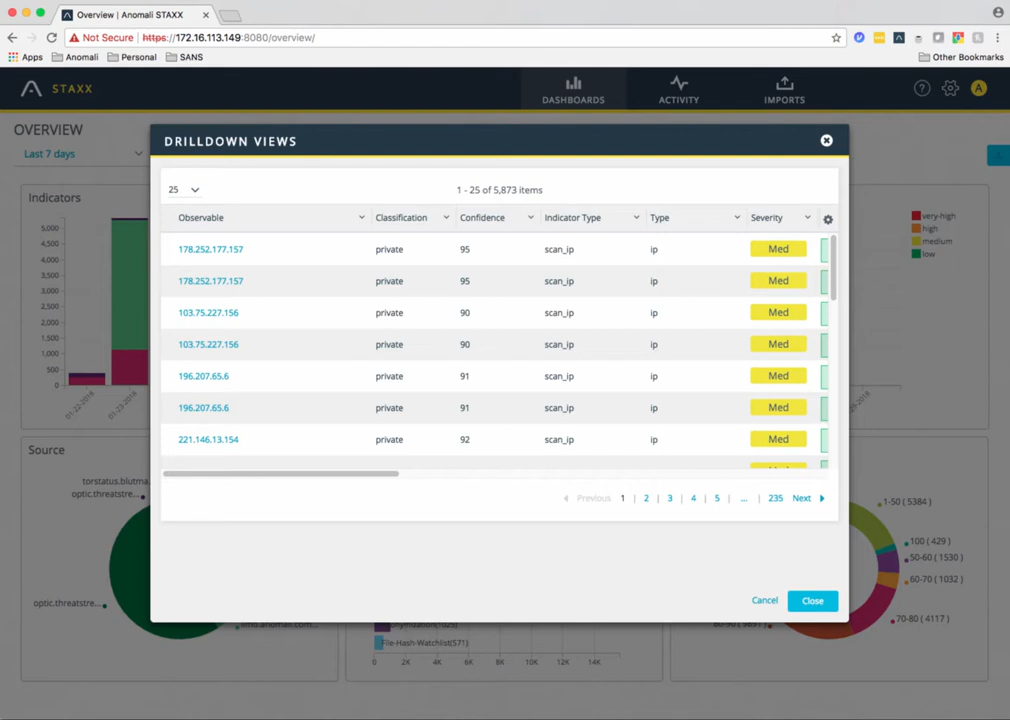 Overview | Anomali STAXX
Not Secure | https://172.16.113.149:8080/overview/
Apps Anomali Personal SANS Other Bookmarks
STAXX
DASHBOARDS
ACTIVITY
IMPORTS
? A
OVERVIEW
Last 7 days
Indicators
5,000
3,500
3,000
2,500
2,000
1,500
1,000
500
0
01-22-2018
01-23-2018
very-high
high
medium
low
DRILLDOWN VIEWS
25
1 - 25 of 5,873 items
Observable Classification Confidence Indicator Type Type Severity
178.252.177.157 private 95 scan_ip ip Med
178.252.177.157 private 95 scan_ip ip Med
103.75.227.156 private 90 scan_ip ip Med
103.75.227.156 private 90 scan_ip ip Med
196.207.65.6 private 91 scan_ip ip Med
196.207.65.6 private 91 scan_ip ip Med
221.146.13.154 private 92 scan_ip ip Med
Previous 1 | 2 | 3 | 4 | 5 | ... | 235 Next
Cancel Close
Source
torstatus.blutma...
optic.threatstre...
optic.threatstre...
File-Hash-Watchlist(571)
0 2K 4K 6K 8K 10K 12K 14K
1-50 ( 5384 )
100 ( 429 )
50-60 ( 1530 )
60-70 ( 1032 )
70-80 ( 4117 )